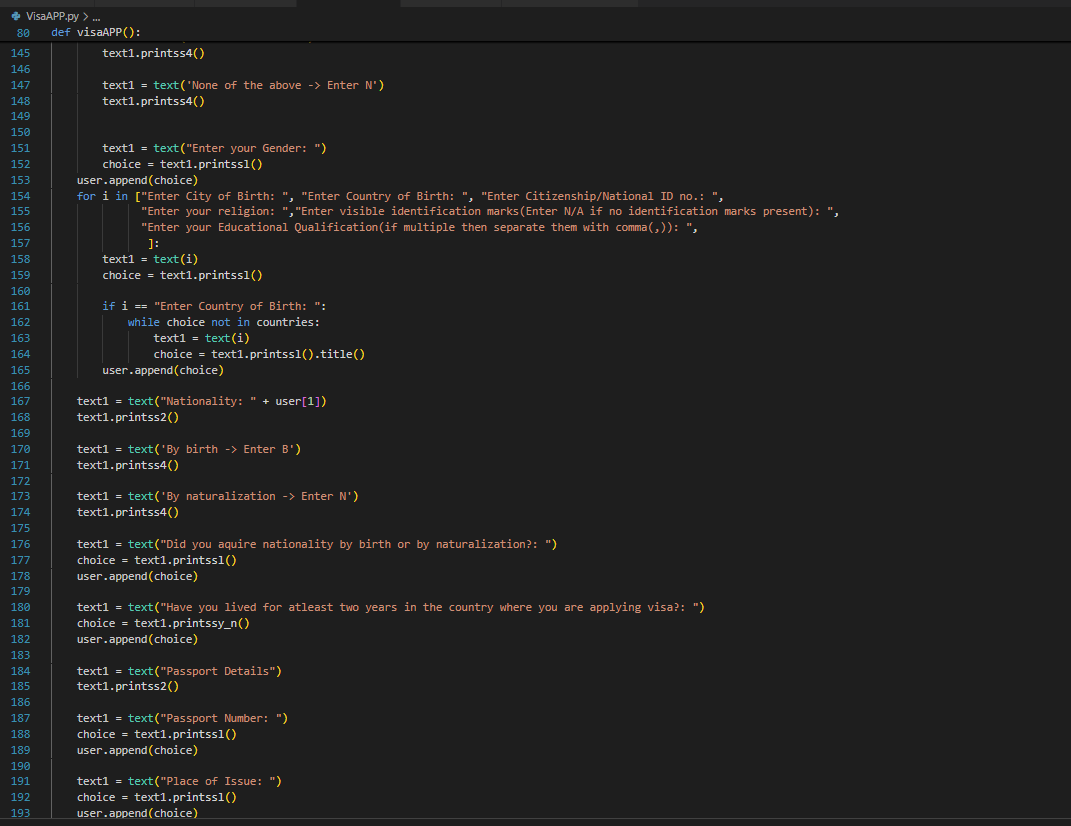 VisaAPP.py > ...
80 def visaAPP():
145 text1.printss4()
146
147 text1 = text('None of the above -> Enter N')
148 text1.printss4()
149
150
151 text1 = text("Enter your Gender: ")
152 choice = text1.printssl()
153 user.append(choice)
154 for i in ["Enter City of Birth: ", "Enter Country of Birth: ", "Enter Citizenship/National ID no.: ",
155 "Enter your religion: ","Enter visible identification marks(Enter N/A if no identification marks present): ",
156 "Enter your Educational Qualification(if multiple then separate them with comma(,)): ",
157 ]:
158 text1 = text(i)
159 choice = text1.printssl()
160
161 if i == "Enter Country of Birth: ":
162 while choice not in countries:
163 text1 = text(i)
164 choice = text1.printssl().title()
165 user.append(choice)
166
167 text1 = text("Nationality: " + user[1])
168 text1.printss2()
169
170 text1 = text('By birth -> Enter B')
171 text1.printss4()
172
173 text1 = text('By naturalization -> Enter N')
174 text1.printss4()
175
176 text1 = text("Did you aquire nationality by birth or by naturalization?: ")
177 choice = text1.printssl()
178 user.append(choice)
179
180 text1 = text("Have you lived for atleast two years in the country where you are applying visa?: ")
181 choice = text1.printssy_n()
182 user.append(choice)
183
184 text1 = text("Passport Details")
185 text1.printss2()
186
187 text1 = text("Passport Number: ")
188 choice = text1.printssl()
189 user.append(choice)
190
191 text1 = text("Place of Issue: ")
192 choice = text1.printssl()
193 user.append(choice)